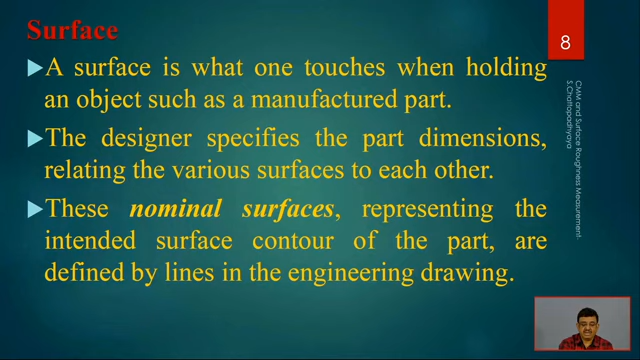 Surface
8
A surface is what one touches when holding
an object such as a manufactured part.
The designer specifies the part dimensions,
relating the various surfaces to each other.
These nominal surfaces, representing the
intended surface contour of the part, are
defined by lines in the engineering drawing.
CMM and Surface Roughness Measurement-
S.Chattopadhyaya